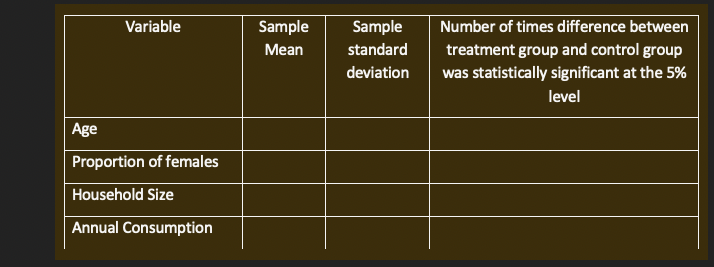 Variable
Sample
Mean
Sample
standard
deviation
Number of times difference between
treatment group and control group
was statistically significant at the 5%
level
Age
Proportion of females
Household Size
Annual Consumption